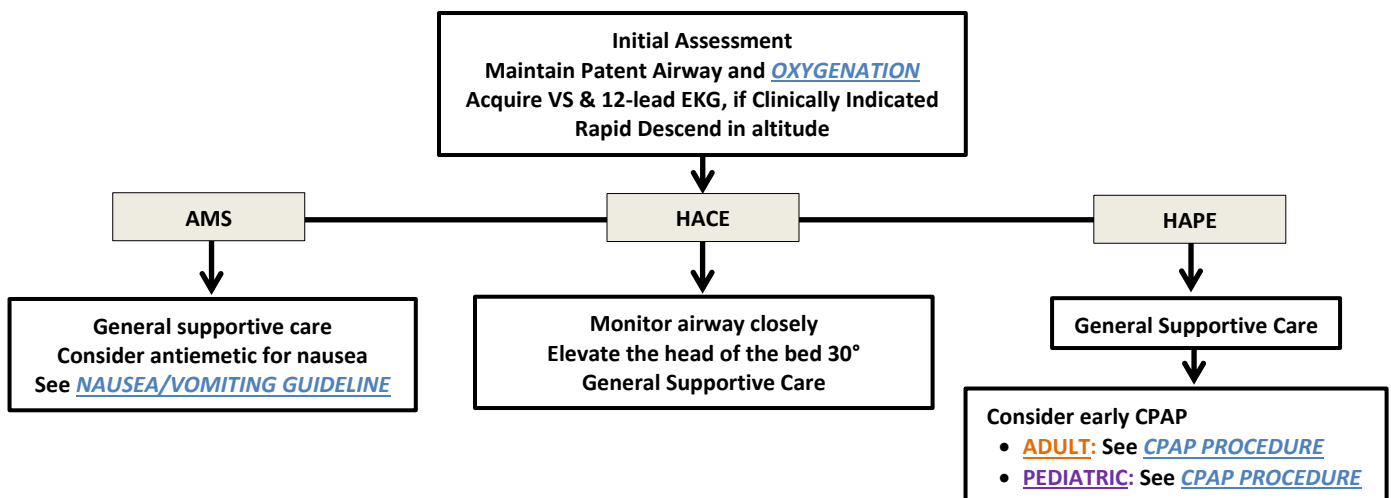 Initial Assessment
Maintain Patent Airway and OXYGENATION
Acquire VS & 12-lead EKG, if Clinically Indicated
Rapid Descend in altitude
AMS
HACE
HAPE
General supportive care
Consider antiemetic for nausea
See NAUSEA/VOMITING GUIDELINE
Monitor airway closely
Elevate the head of the bed 30°
General Supportive Care
General Supportive Care
Consider early CPAP
• ADULT: See CPAP PROCEDURE
• PEDIATRIC: See CPAP PROCEDURE